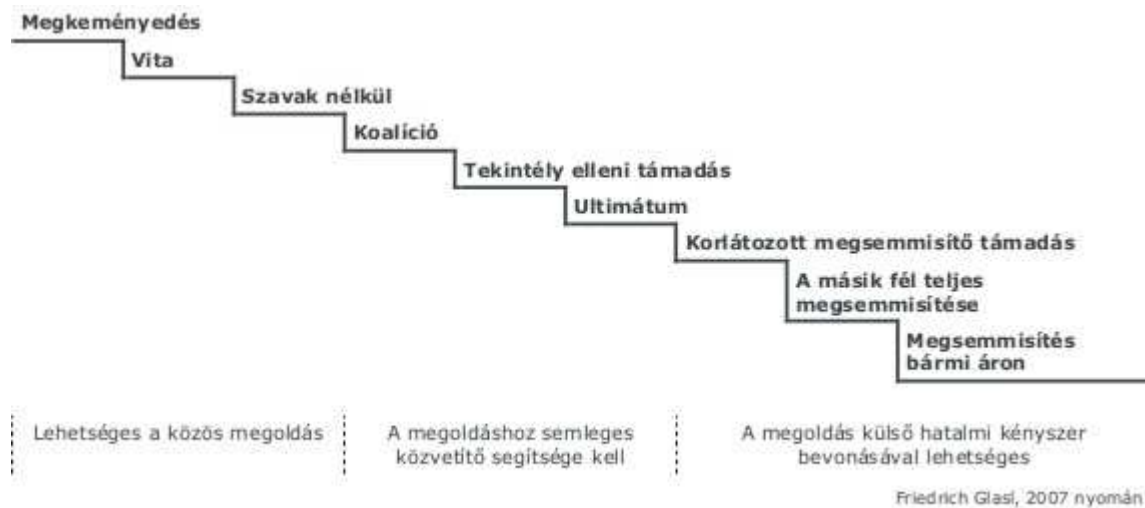 Megkeményedés
Vita
Szavak nélkül
Koalíció
Tekintély elleni támadás
Ultimátum
Korlátozott megsemmisítő támadás
A másik fél teljes
megsemmisítése
Megsemmisítés
bármi áron
Lehetséges a közös megoldás
A megoldáshoz semleges
közvetítő segítsége kell
A megoldás külső hatalmi kényszer
bevonásával lehetséges
Friedrich Glasl, 2007 nyomán